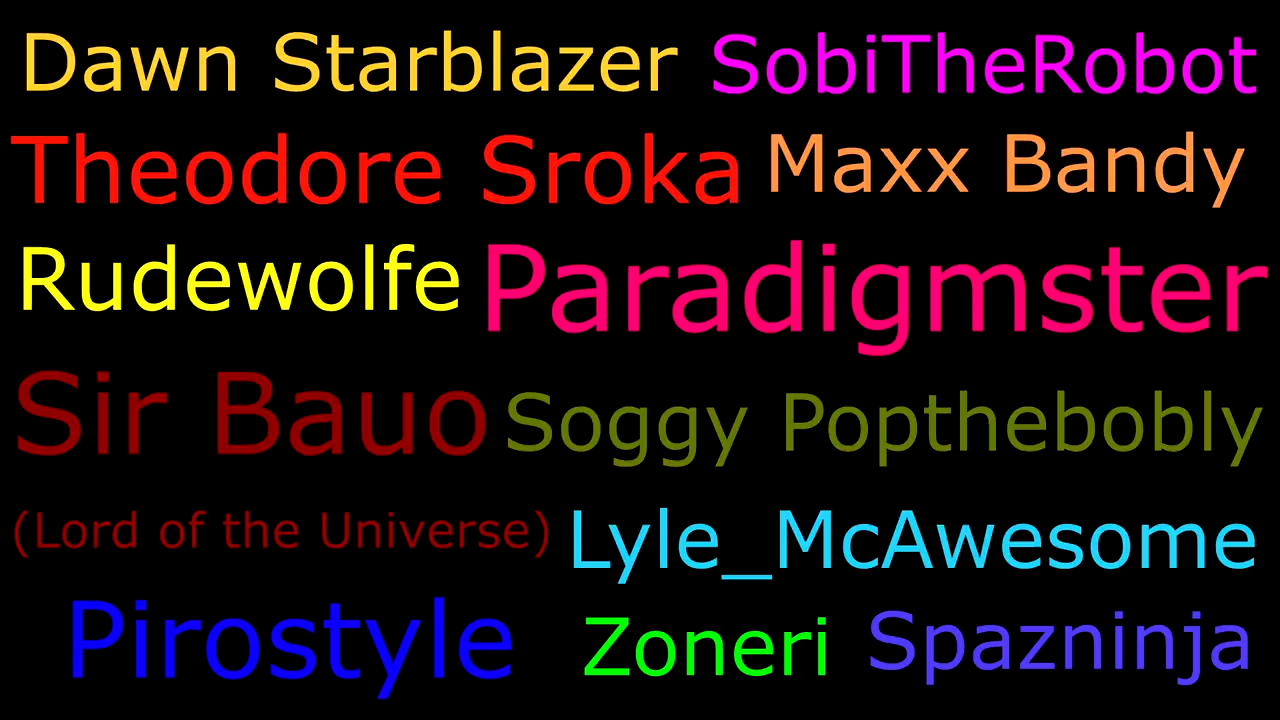 Dawn Starblazer SobiTheRobot
Theodore Sroka Maxx Bandy
Rudewolfe Paradigmster
Sir Bauo Soggy Popthebobly
(Lord of the Universe) Lyle_McAwesome
Pirostyle Zoneri Spazninja